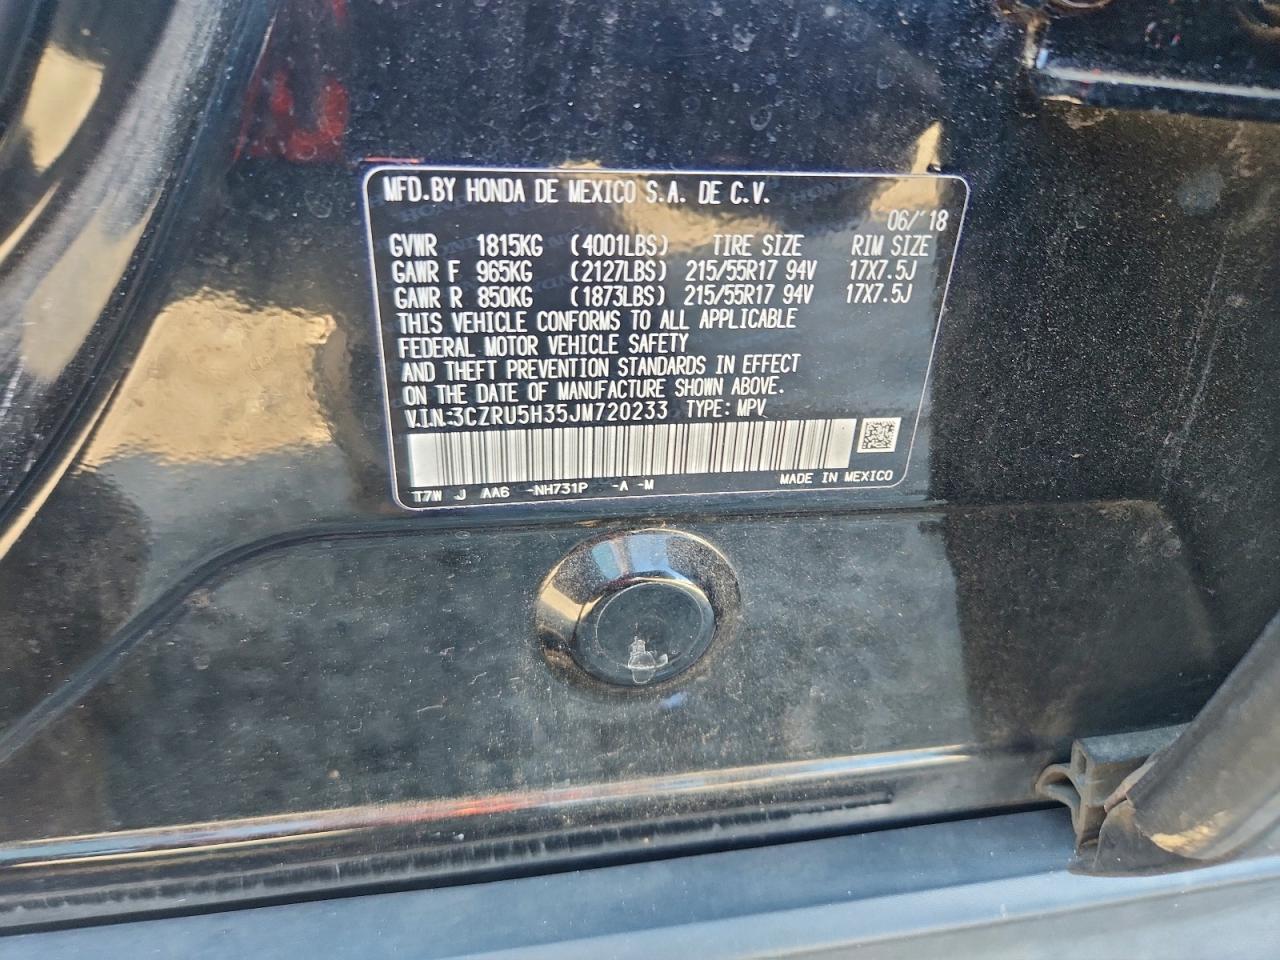 MFD.BY HONDA DE MEXICO S.A. DE C.V.
06/'18
GVWR 1815KG (4001LBS) TIRE SIZE RIM SIZE
GAWR F 965KG (2127LBS) 215/55R17 94V 17X7.5J
GAWR R 850KG (1873LBS) 215/55R17 94V 17X7.5J
THIS VEHICLE CONFORMS TO ALL APPLICABLE
FEDERAL MOTOR VEHICLE SAFETY
AND THEFT PREVENTION STANDARDS IN EFFECT
ON THE DATE OF MANUFACTURE SHOWN ABOVE.
V.I.N.:3CZRU5H35JM720233 TYPE: MPV
T7W J AA6 -NH731P -A -M MADE IN MEXICO